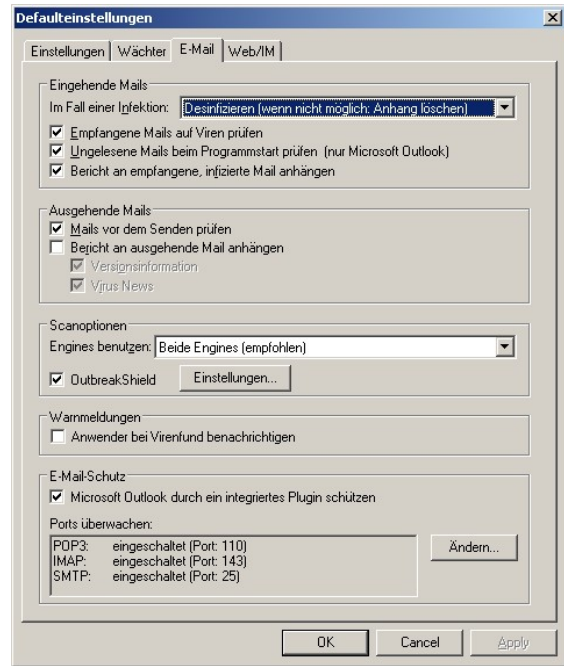 Defaulteinstellungen
Einstellungen Wächter E-Mail Web/IM
Eingehende Mails
Im Fall einer Infektion: Desinfizieren (wenn nicht möglich: Anhang löschen)
Empfangene Mails auf Viren prüfen
Ungelesene Mails beim Programmstart prüfen (nur Microsoft Outlook)
Bericht an empfangene, infizierte Mail anhängen
Ausgehende Mails
Mails vor dem Senden prüfen
Bericht an ausgehende Mail anhängen
Versionsinformation
Virus News
Scanoptionen
Engines benutzen: Beide Engines (empfohlen)
OutbreakShield Einstellungen...
Warnmeldungen
Anwender bei Virenfund benachrichtigen
E-Mail-Schutz
Microsoft Outlook durch ein integriertes Plugin schützen
Ports überwachen:
POP3: eingeschaltet (Port: 110)
IMAP: eingeschaltet (Port: 143)
SMTP: eingeschaltet (Port: 25)
Ändern...
OK Cancel Apply